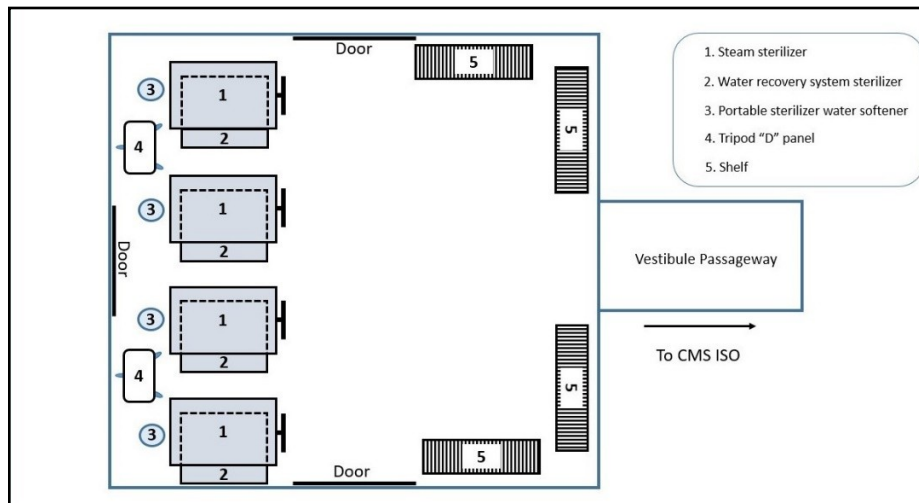 Door
5
1. Steam sterilizer
2. Water recovery system sterilizer
3. Portable sterilizer water softener
4. Tripod “D” panel
5. Shelf
3
1
2
5
4
3
1
2
Door
Vestibule Passageway
3
1
2
To CMS ISO
4
5
3
1
2
5
Door